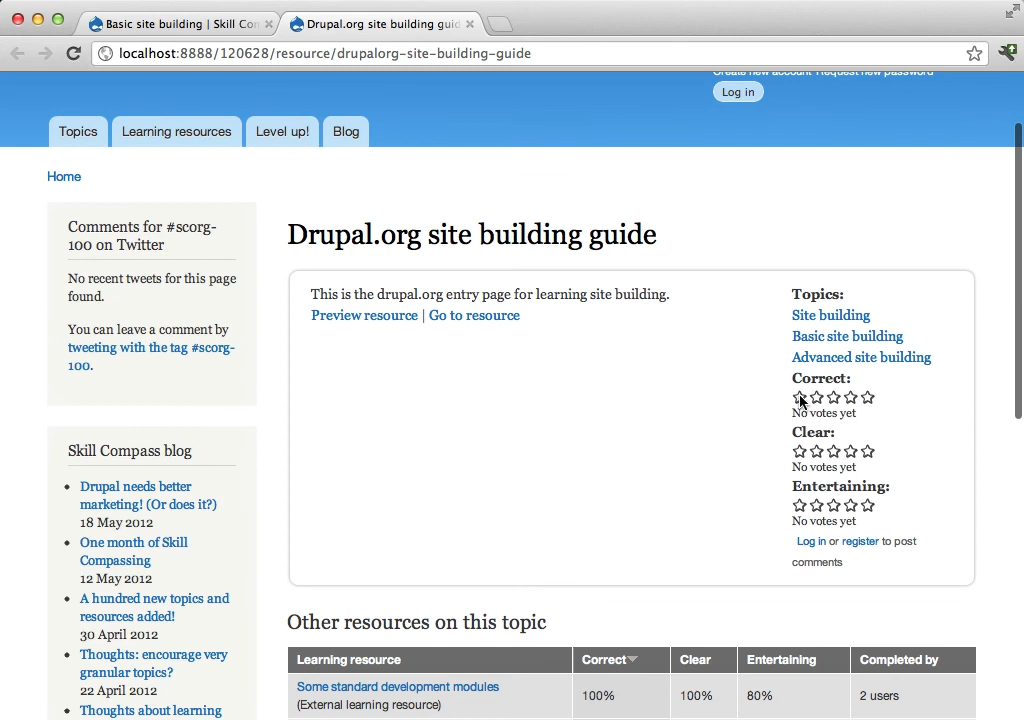 Basic site building | Skill Con
Drupal.org site building guid
localhost:8888/120628/resource/drupalorg-site-building-guide
Create new account Request new password
Log in
Topics
Learning resources
Level up!
Blog
Home
Comments for #scorg-
100 on Twitter
No recent tweets for this page
found.
You can leave a comment by
tweeting with the tag #scorg-
100.
Skill Compass blog
Drupal needs better
marketing! (Or does it?)
18 May 2012
One month of Skill
Compassing
12 May 2012
A hundred new topics and
resources added!
30 April 2012
Thoughts: encourage very
granular topics?
22 April 2012
Thoughts about learning
Drupal.org site building guide
This is the drupal.org entry page for learning site building.
Preview resource | Go to resource
Topics:
Site building
Basic site building
Advanced site building
Correct:
No votes yet
Clear:
No votes yet
Entertaining:
No votes yet
Log in or register to post
comments
Other resources on this topic
Learning resource Correct Clear Entertaining Completed by
Some standard development modules
(External learning resource) 100% 100% 80% 2 users